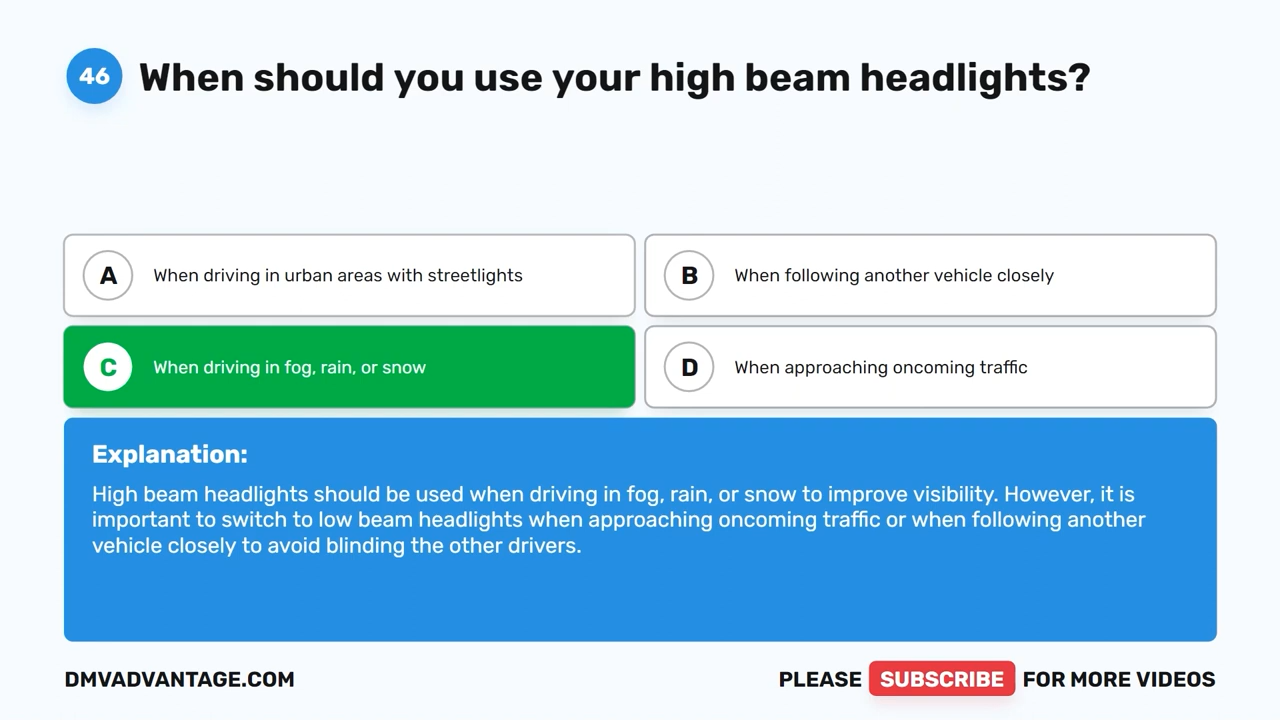 46 When should you use your high beam headlights?
A When driving in urban areas with streetlights
B When following another vehicle closely
C When driving in fog, rain, or snow
D When approaching oncoming traffic
Explanation:
High beam headlights should be used when driving in fog, rain, or snow to improve visibility. However, it is
important to switch to low beam headlights when approaching oncoming traffic or when following another
vehicle closely to avoid blinding the other drivers.
DMVADVANTAGE.COM
PLEASE SUBSCRIBE FOR MORE VIDEOS